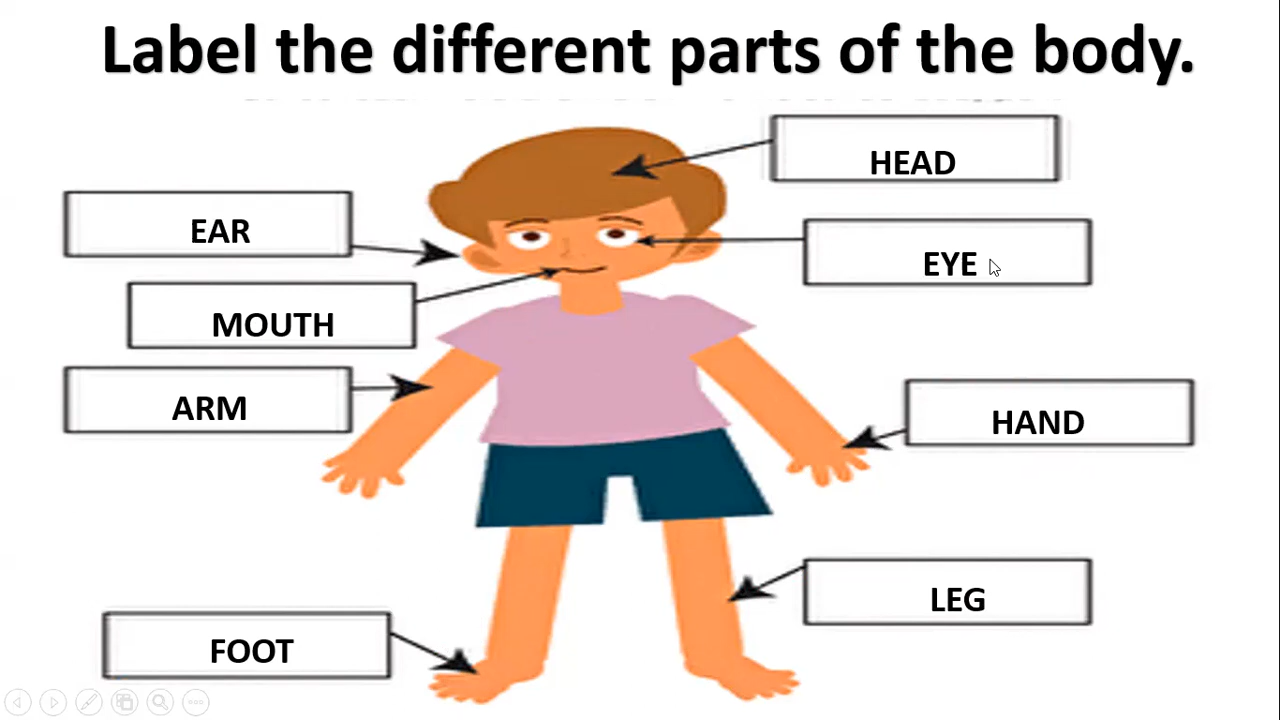 Label the different parts of the body.
HEAD
EAR
EYE
MOUTH
ARM
HAND
LEG
FOOT